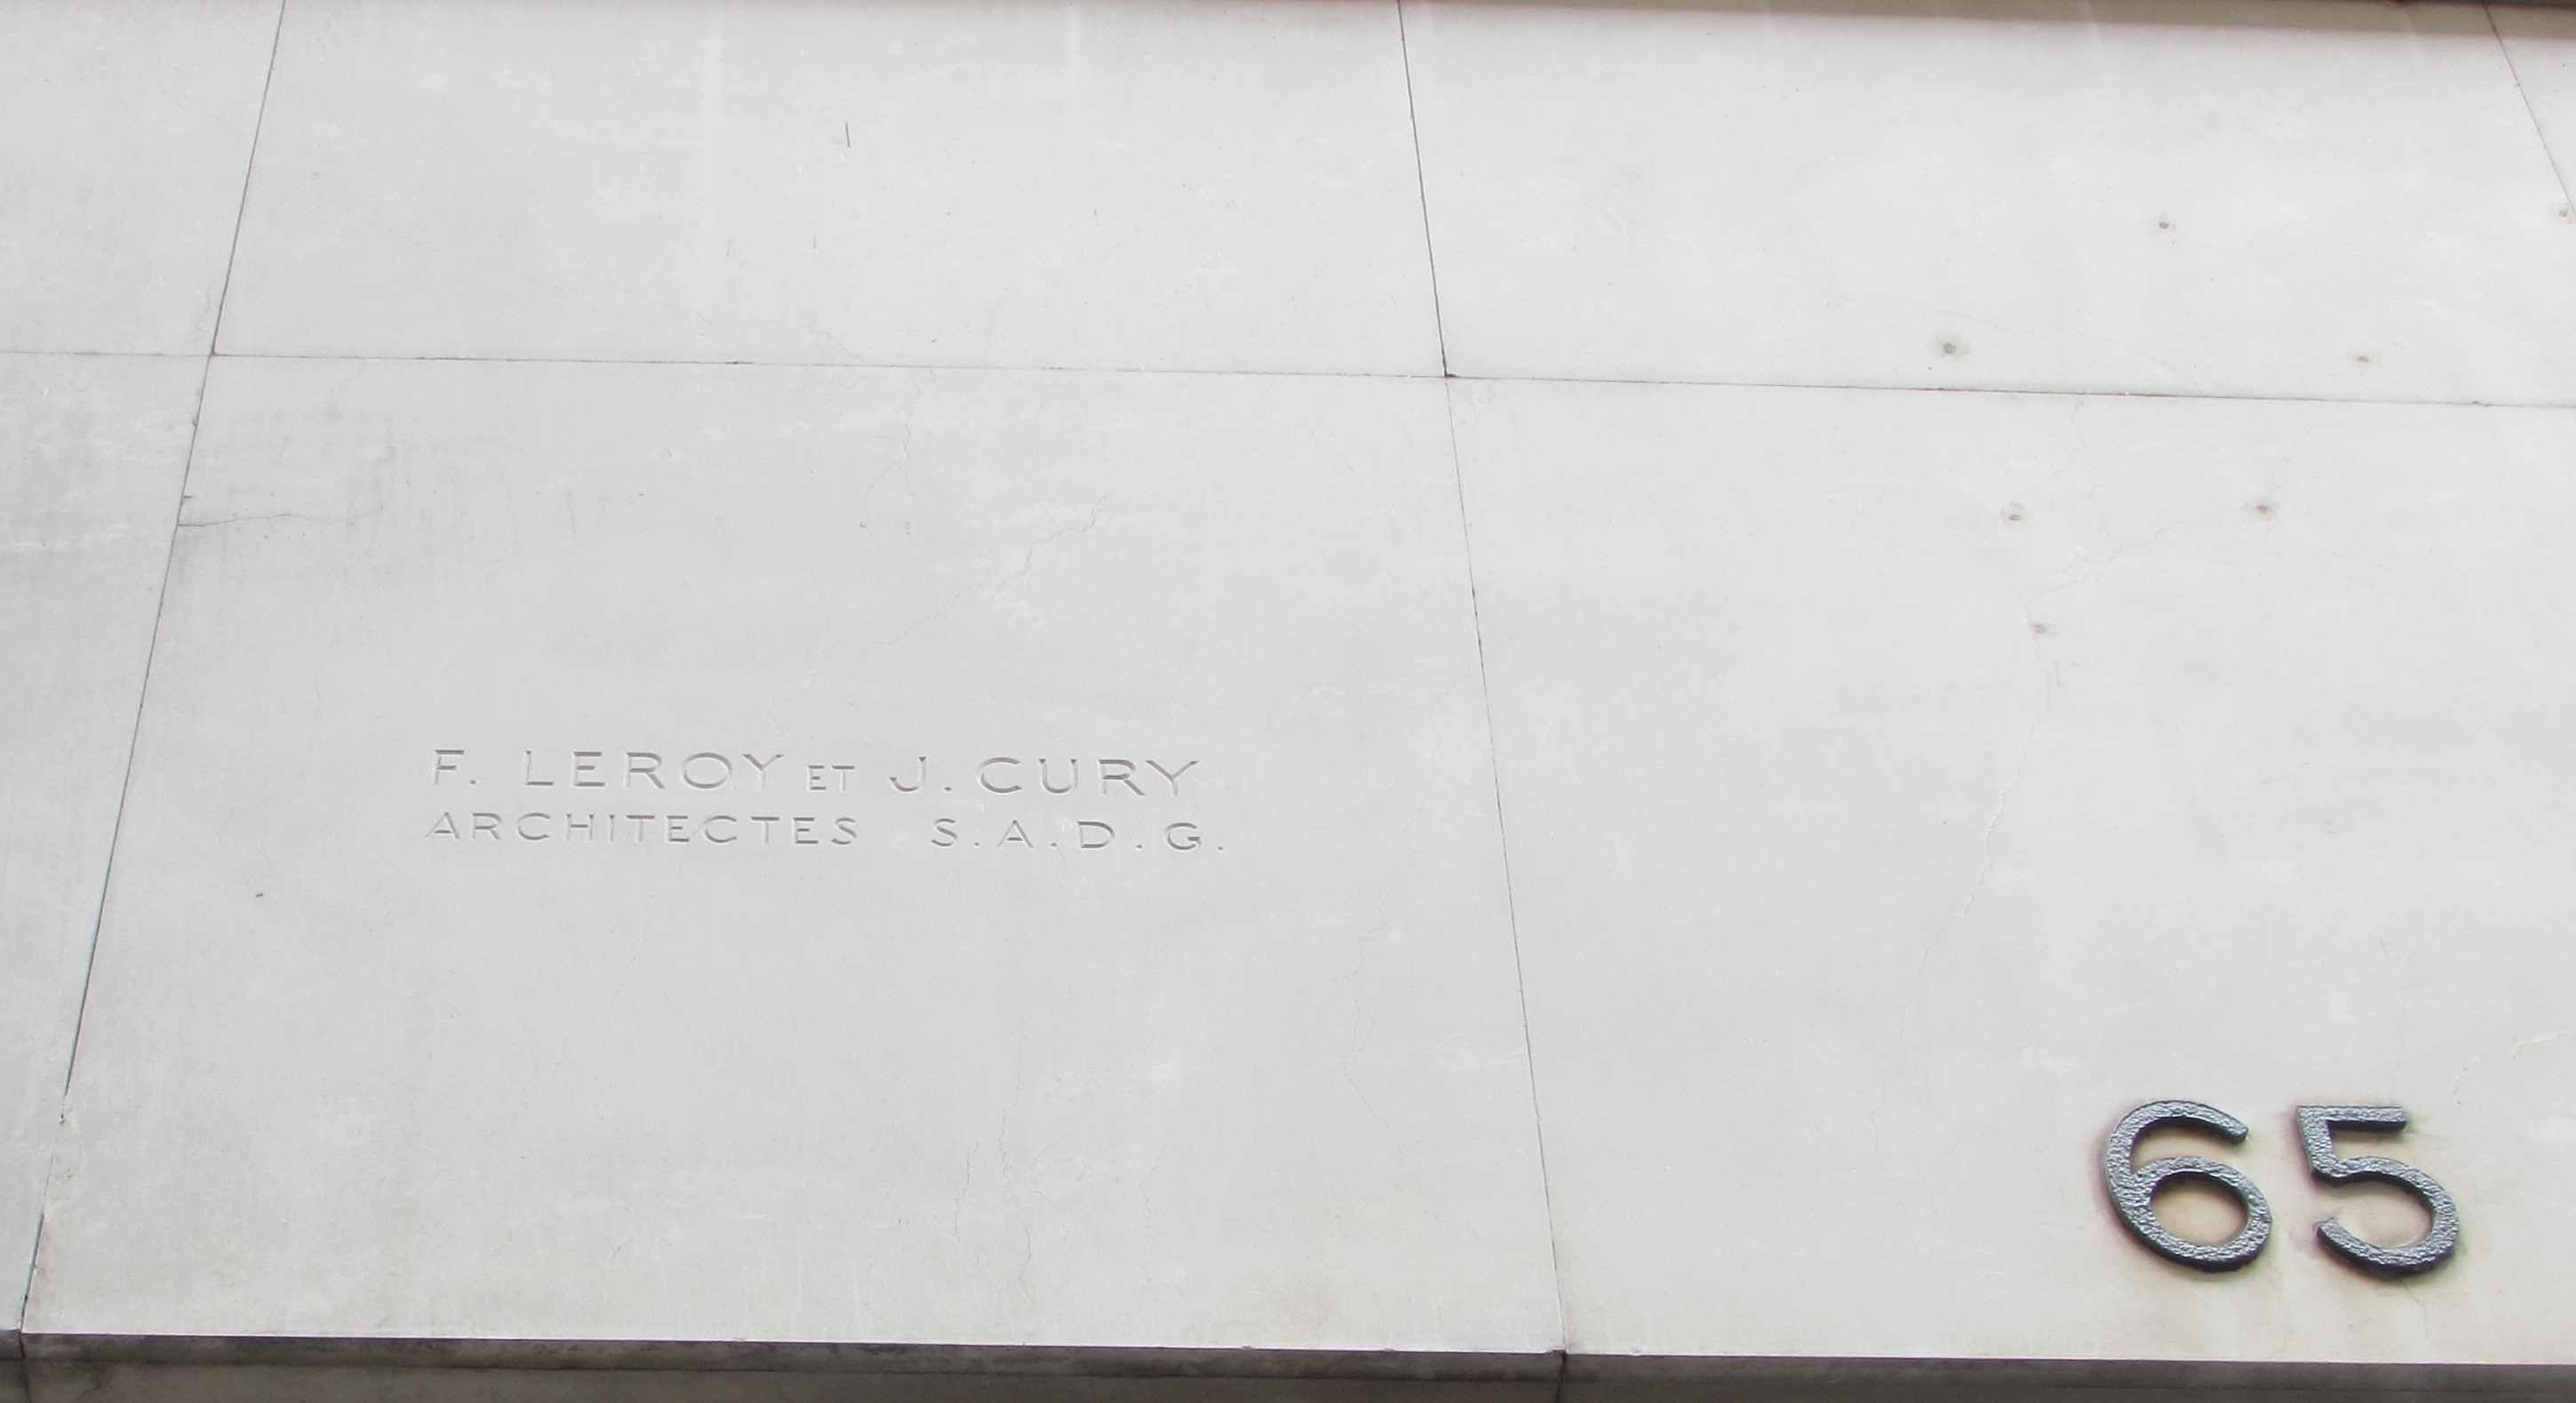 F. LEROY ET J. CURY
ARCHITECTES S.A.D.G.
65